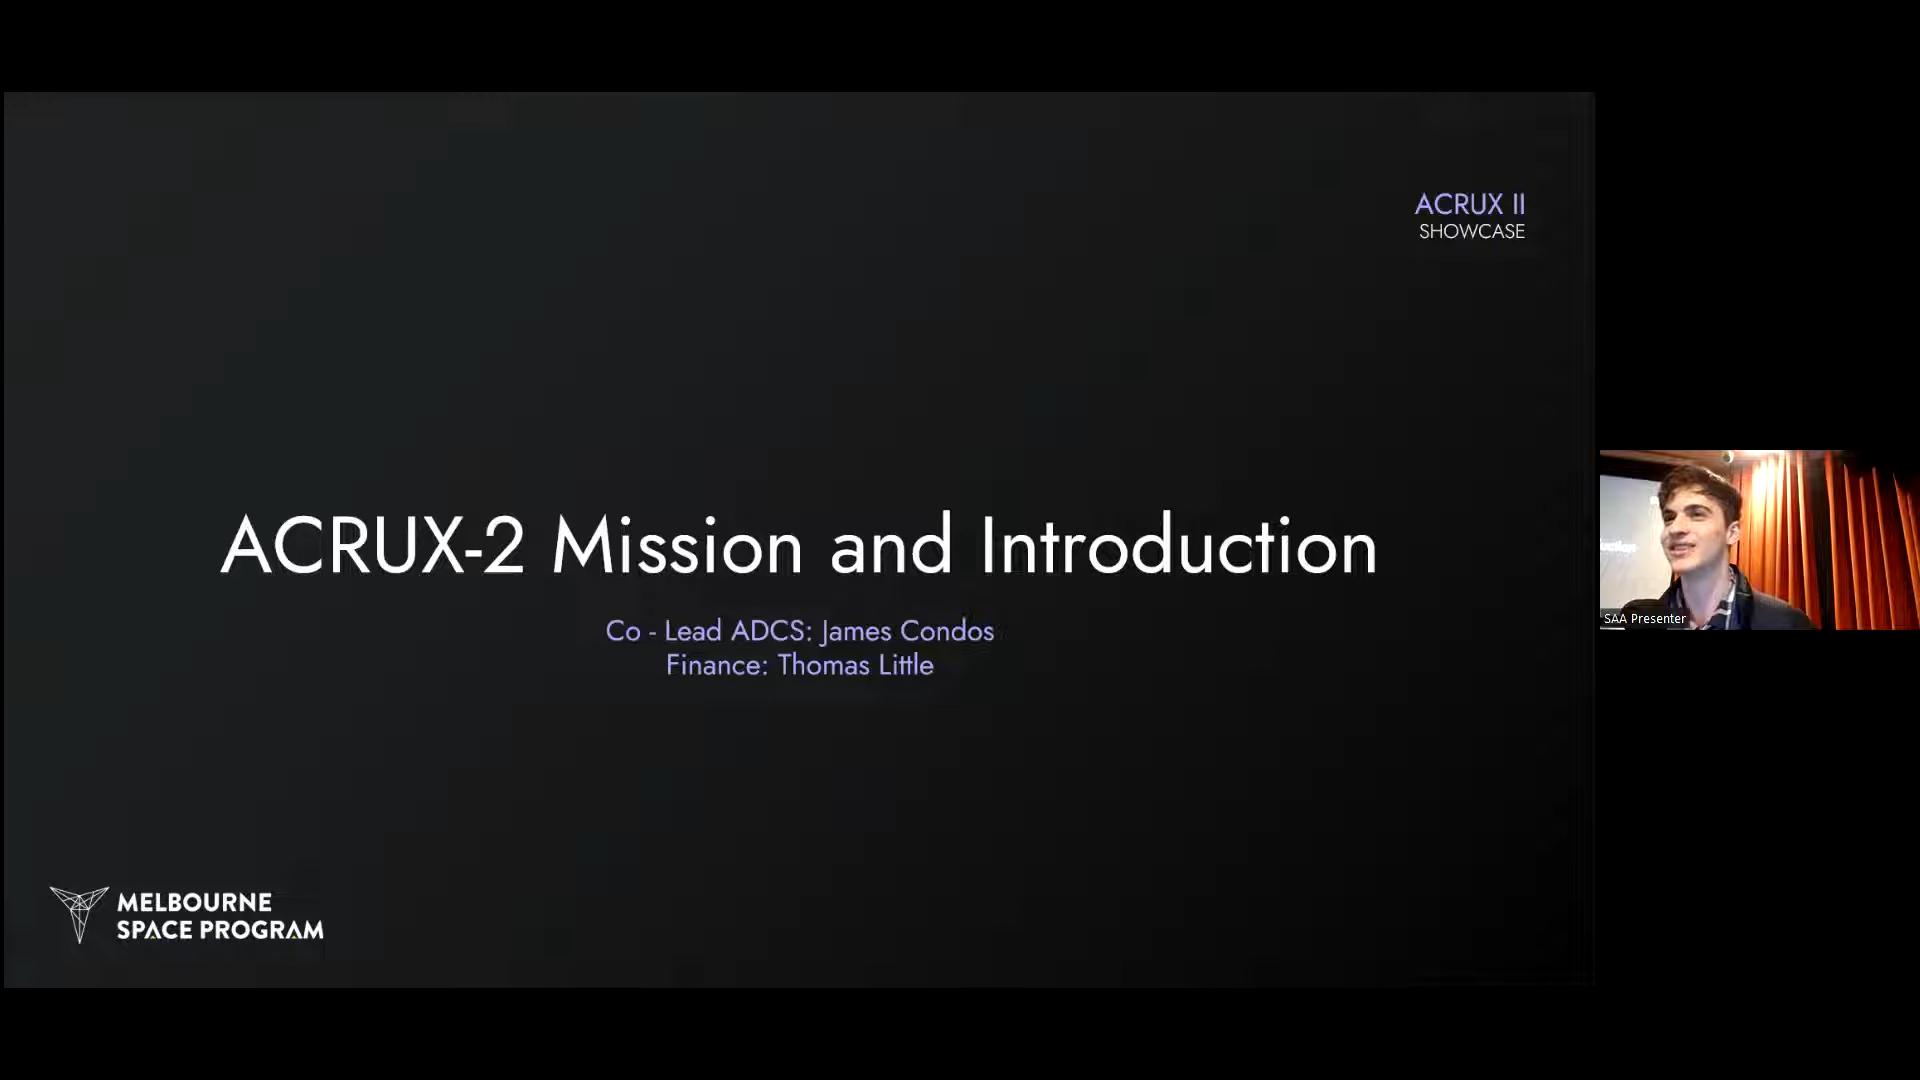 ACRUX II
SHOWCASE
ACRUX-2 Mission and Introduction
Co - Lead ADCS: James Condos
Finance: Thomas Little
MELBOURNE
SPACE PROGRAM
SAA Presenter